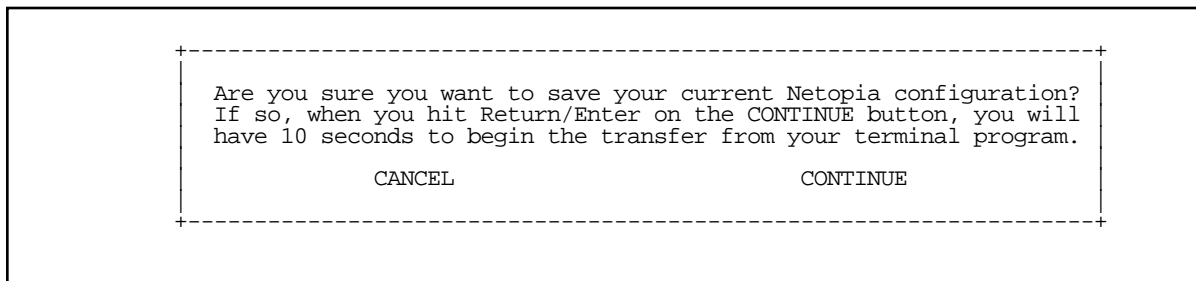 Are you sure you want to save your current Netopia configuration?
If so, when you hit Return/Enter on the CONTINUE button, you will
have 10 seconds to begin the transfer from your terminal program.
CANCEL CONTINUE